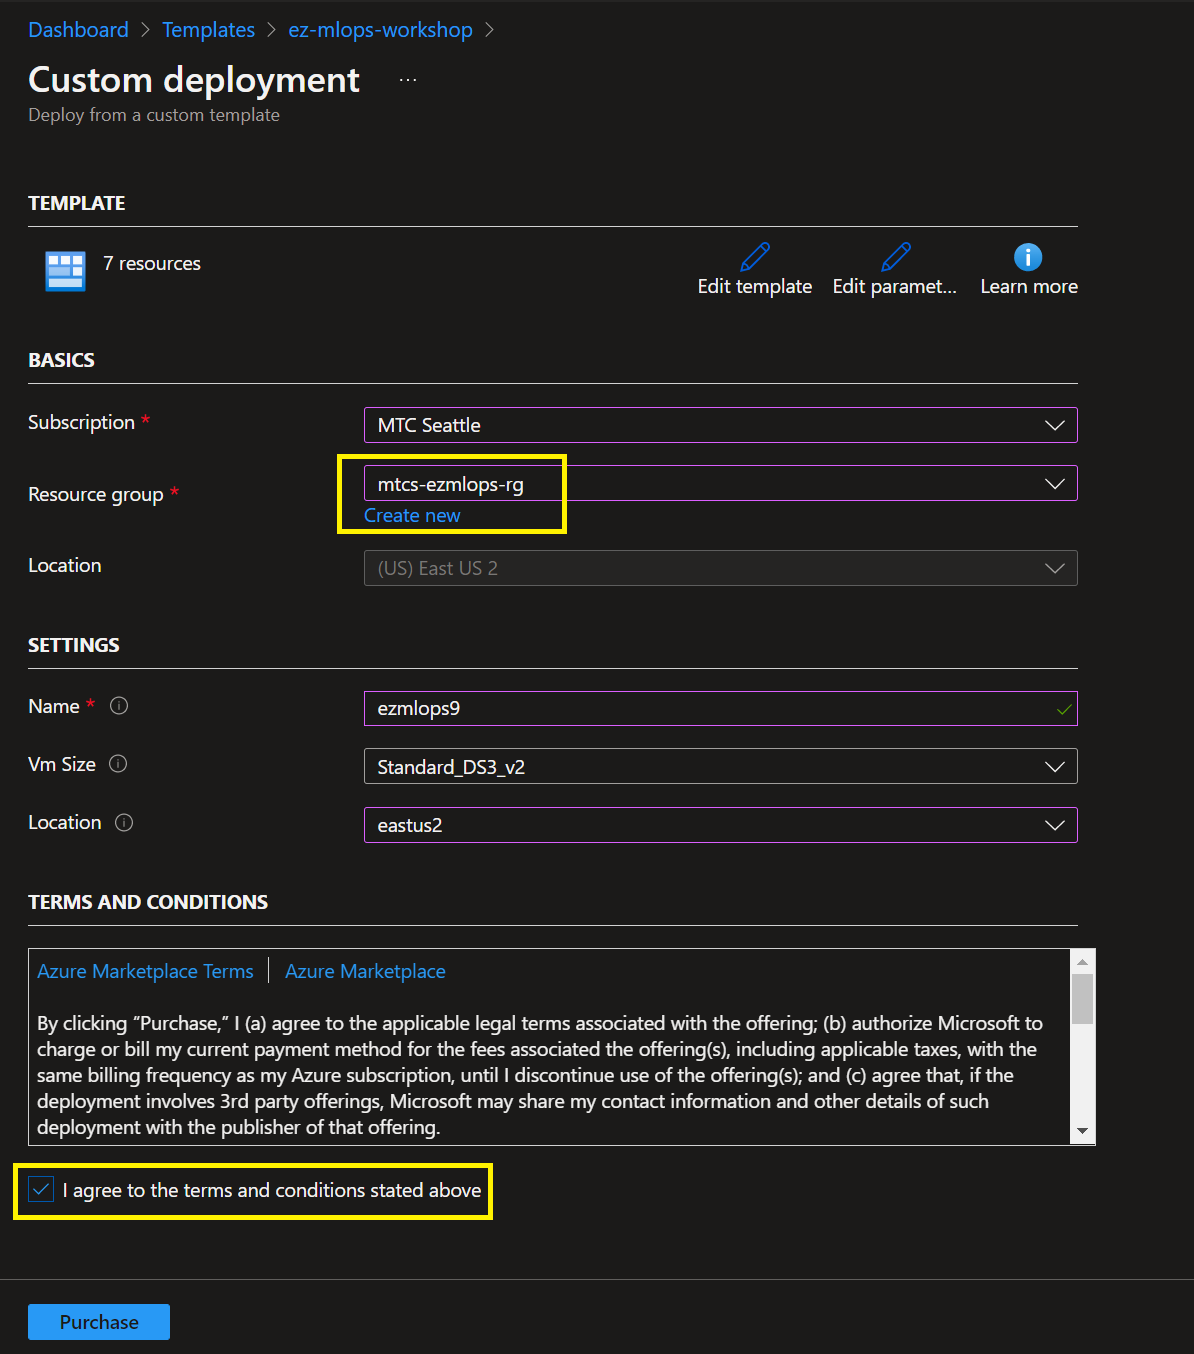 Dashboard > Templates > ez-mlops-workshop >
Custom deployment ...
Deploy from a custom template
TEMPLATE
7 resources
Edit template
Edit paramet...
Learn more
BASICS
Subscription *
MTC Seattle
Resource group *
mtcs-ezmlops-rg
Create new
Location
(US) East US 2
SETTINGS
Name *
ezmlops9
Vm Size
Standard_DS3_v2
Location
eastus2
TERMS AND CONDITIONS
Azure Marketplace Terms | Azure Marketplace
By clicking “Purchase,” I (a) agree to the applicable legal terms associated with the offering; (b) authorize Microsoft to
charge or bill my current payment method for the fees associated the offering(s), including applicable taxes, with the
same billing frequency as my Azure subscription, until I discontinue use of the offering(s); and (c) agree that, if the
deployment involves 3rd party offerings, Microsoft may share my contact information and other details of such
deployment with the publisher of that offering.
I agree to the terms and conditions stated above
Purchase